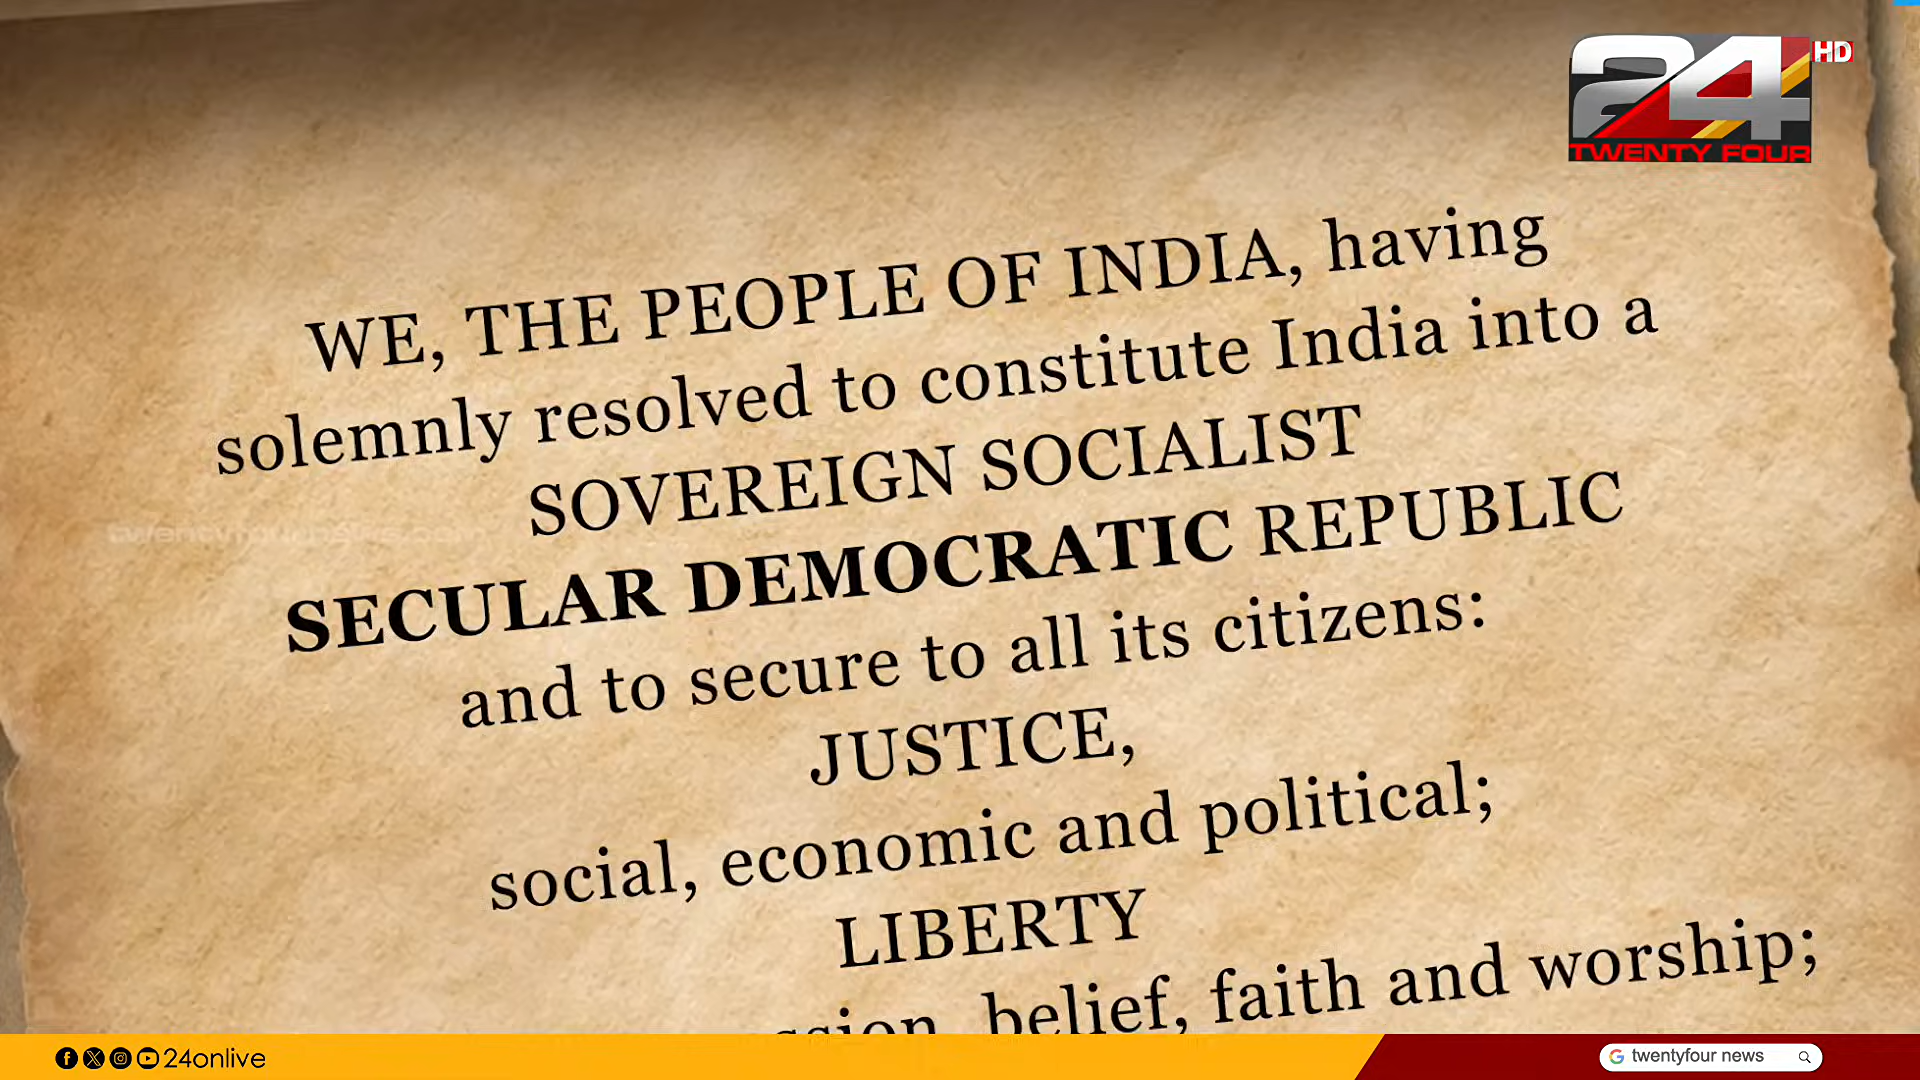 24 HD
TWENTY FOUR
WE, THE PEOPLE OF INDIA, having
solemnly resolved to constitute India into a
SOVEREIGN SOCIALIST
SECULAR DEMOCRATIC REPUBLIC
and to secure to all its citizens:
JUSTICE,
social, economic and political;
LIBERTY
belief, faith and worship;
24onlive
twentyfour news